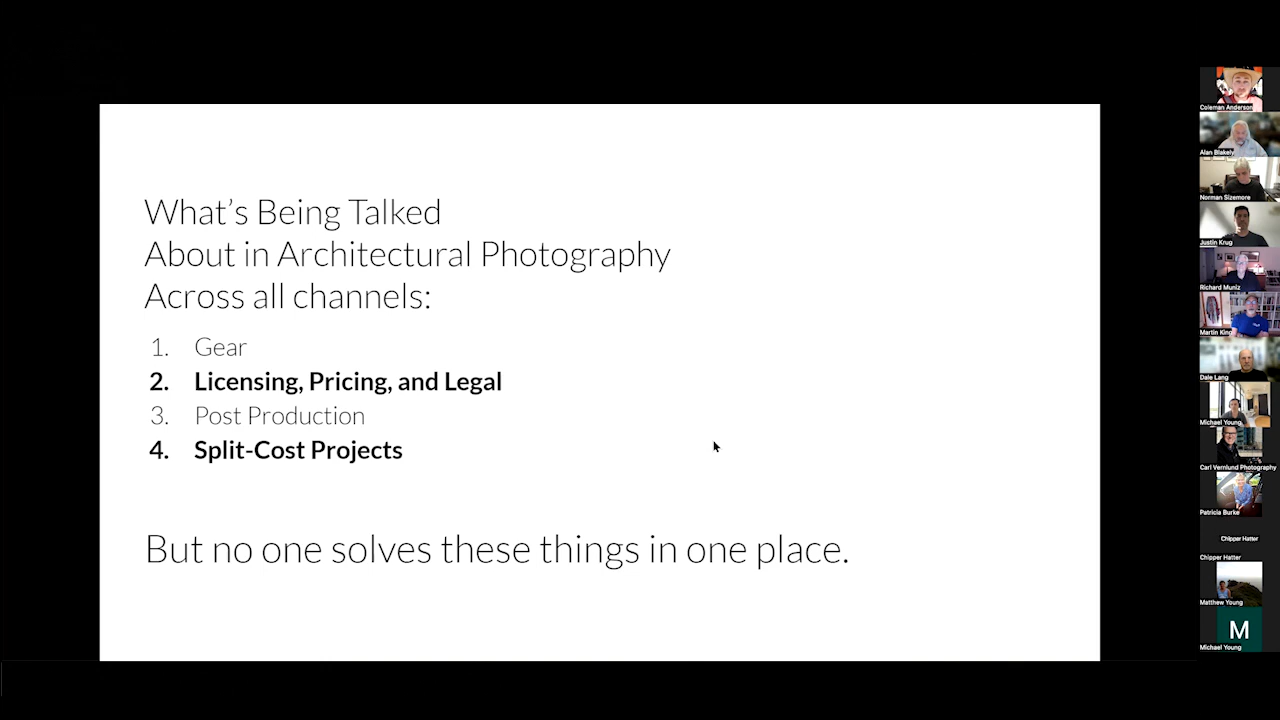 What’s Being Talked
About in Architectural Photography
Across all channels:
1. Gear
2. Licensing, Pricing, and Legal
3. Post Production
4. Split-Cost Projects
But no one solves these things in one place.
Coleman Anderson
Alan Blakely
Norman Sizemore
Justin Krug
Richard Muniz
Martin King
Dale Lang
Michael Young
Carl Vernlund Photography
Patricia Burke
Chipper Hatter
Chipper Hatter
Matthew Young
M
Michael Young